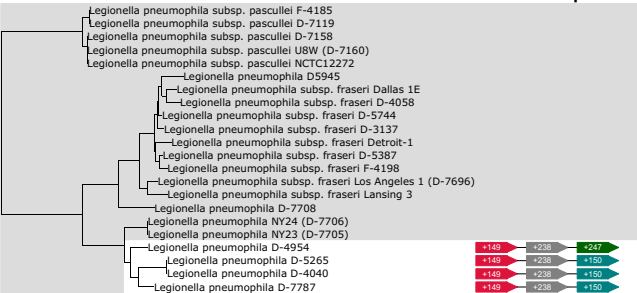 Legionella pneumophila subsp. pascullei F-4185
Legionella pneumophila subsp. pascullei D-7119
Legionella pneumophila subsp. pascullei D-7158
Legionella pneumophila subsp. pascullei U8W (D-7160)
Legionella pneumophila subsp. pascullei NCTC12272
Legionella pneumophila D5945
Legionella pneumophila subsp. fraseri Dallas 1E
Legionella pneumophila subsp. fraseri D-4058
Legionella pneumophila subsp. fraseri D-5744
Legionella pneumophila subsp. fraseri D-3137
Legionella pneumophila subsp. fraseri Detroit-1
Legionella pneumophila subsp. fraseri D-5387
Legionella pneumophila subsp. fraseri F-4198
Legionella pneumophila subsp. fraseri Los Angeles 1 (D-7696)
Legionella pneumophila subsp. fraseri Lansing 3
Legionella pneumophila D-7708
Legionella pneumophila NY24 (D-7706)
Legionella pneumophila NY23 (D-7705)
Legionella pneumophila D-4954 +149 +238 +247
Legionella pneumophila D-5265 +149 +238 +150
Legionella pneumophila D-4040 +149 +238 +150
Legionella pneumophila D-7787 +149 +238 +150